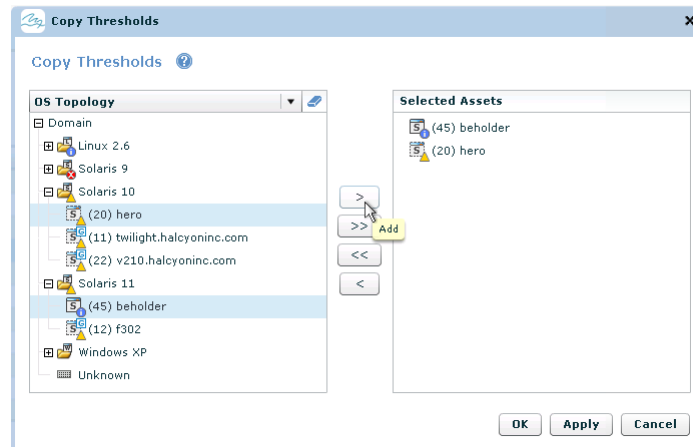 Copy Thresholds
Copy Thresholds
OS Topology
Domain
Linux 2.6
Solaris 9
Solaris 10
(20) hero
(11) twilight.halcyoninc.com
(22) v210.halcyoninc.com
Solaris 11
(45) beholder
(12) f302
Windows XP
Unknown
>
>>
<<
<
Add
Selected Assets
(45) beholder
(20) hero
OK Apply Cancel